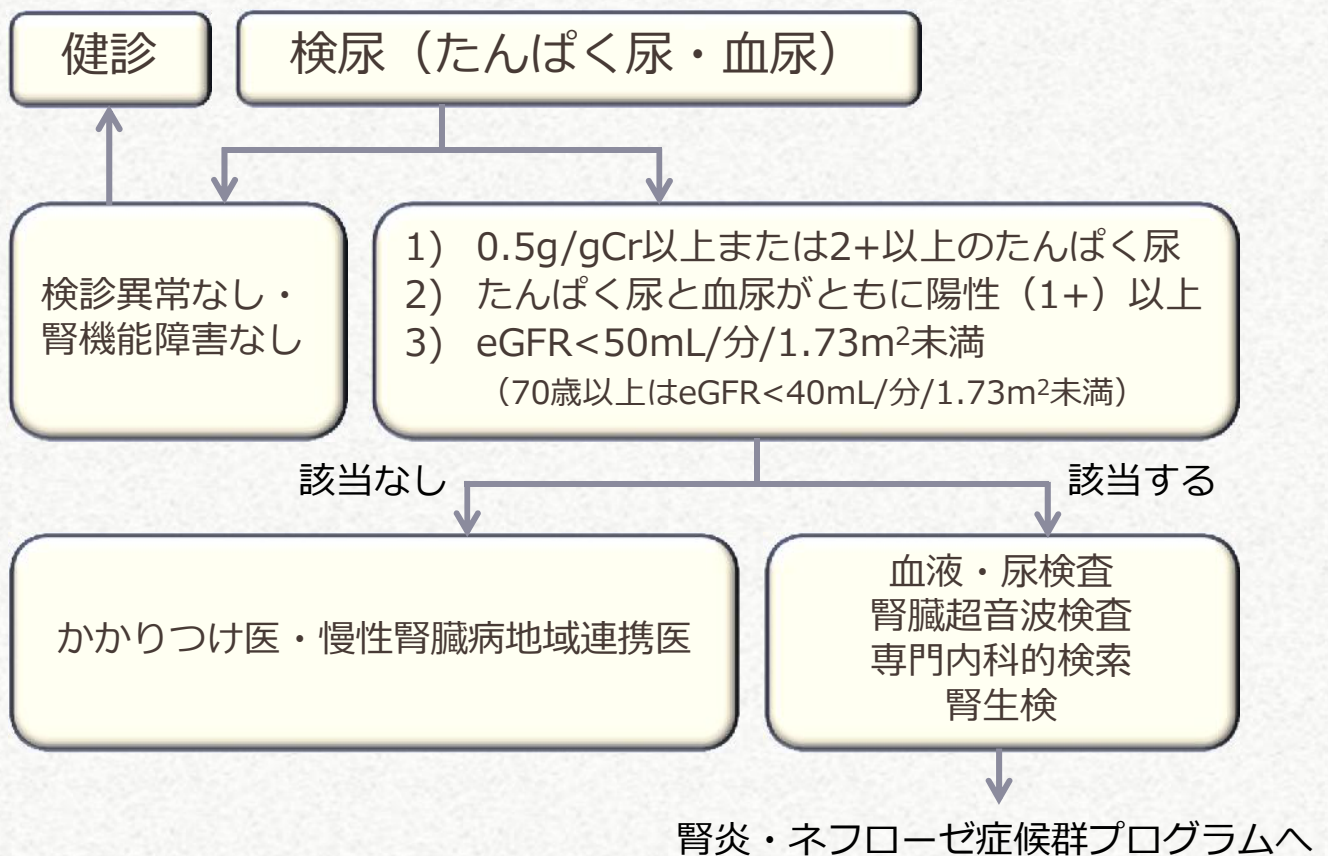 健診
検尿（たんぱく尿・血尿）
検診異常なし・
腎機能障害なし
1) 0.5g/gCr以上または2+以上のたんぱく尿
2) たんぱく尿と血尿がともに陽性（1+）以上
3) eGFR<50mL/分/1.73m²未満
（70歳以上はeGFR<40mL/分/1.73m²未満）
該当なし
該当する
かかりつけ医・慢性腎臓病地域連携医
血液・尿検査
腎臓超音波検査
専門内科的検索
腎生検
腎炎・ネフローゼ症候群プログラムへ